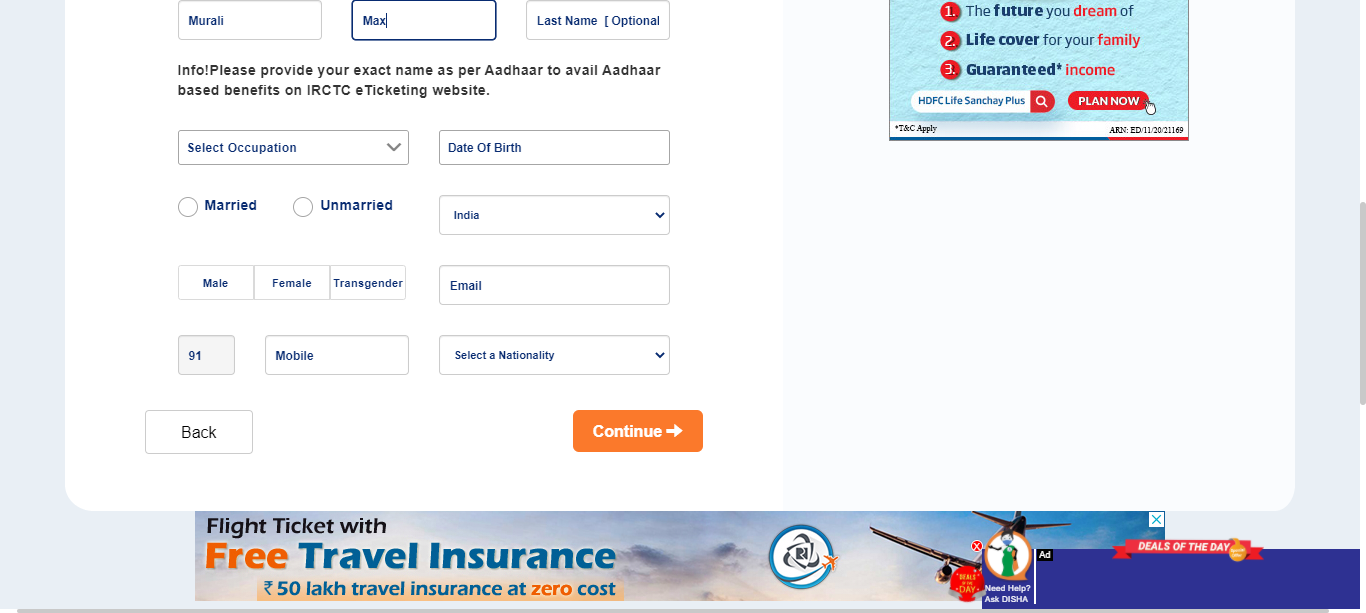 Murali
Max
Last Name [ Optional
Info!Please provide your exact name as per Aadhaar to avail Aadhaar
based benefits on IRCTC eTicketing website.
Select Occupation
Date Of Birth
Married
Unmarried
India
Male
Female
Transgender
Email
91
Mobile
Select a Nationality
Back
Continue
1. The future you dream of
2. Life cover for your family
3. Guaranteed* income
HDFC Life Sanchay Plus
PLAN NOW
*T&C Apply
ARN: ED/11/20/21169
Flight Ticket with
Free Travel Insurance
₹ 50 lakh travel insurance at zero cost
DEALS OF THE DAY
Ad
DEALS
OF THE
DAY
Need Help?
Ask DISHA